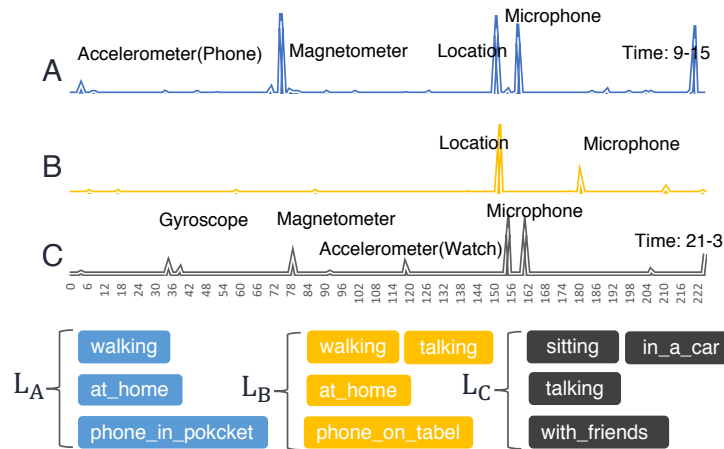 Microphone
Accelerometer(Phone) Magnetometer Location Time: 9-15
A
Location Microphone
B
Gyroscope Magnetometer Microphone
Accelerometer(Watch) Time: 21-3
C
0 6 12 18 24 30 36 42 48 54 60 66 72 78 84 90 96 102 108 114 120 126 132 138 144 150 156 162 168 174 180 186 192 198 204 210 216 222
walking walking talking sitting in_a_car
L_A at_home L_B at_home L_C talking
phone_in_pokcket phone_on_tabel with_friends